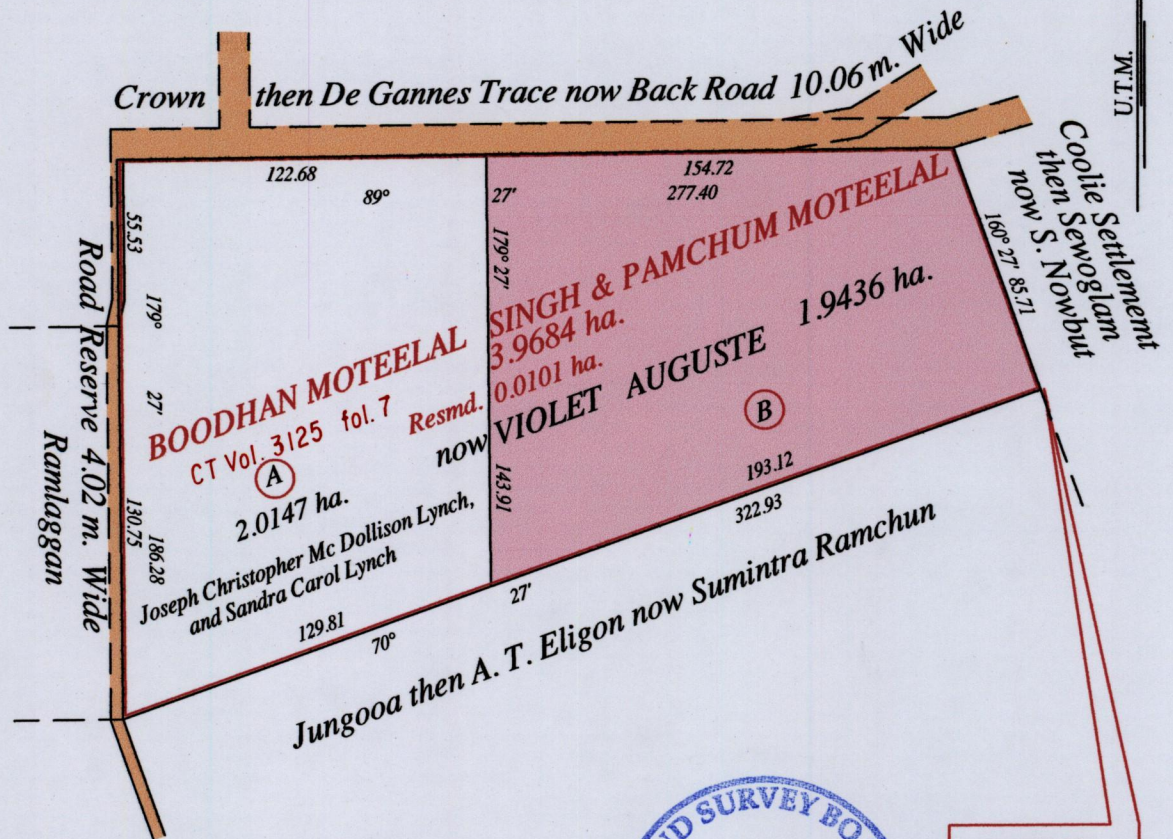 Crown then De Gannes Trace now Back Road 10.06 m. Wide
U.T.M.
122.68
89°
27'
154.72
277.40
Coolie Settlememt
then Sewoglam
now S. Nowbut
160° 27' 85.71
55.53
179° 27'
130.75
186.28
Road Reserve 4.02 m. Wide
Ramlaggan
179° 27'
143.91
BOODHAN MOTEELAL SINGH & PAMCHUM MOTEELAL
CT Vol. 3125 fol. 7
3.9684 ha.
Resmd. 0.0101 ha.
now VIOLET AUGUSTE 1.9436 ha.
A
2.0147 ha.
Joseph Christopher Mc Dollison Lynch,
and Sandra Carol Lynch
B
193.12
322.93
129.81
70° 27'
Jungooa then A. T. Eligon now Sumintra Ramchun
ND SURVEY BO